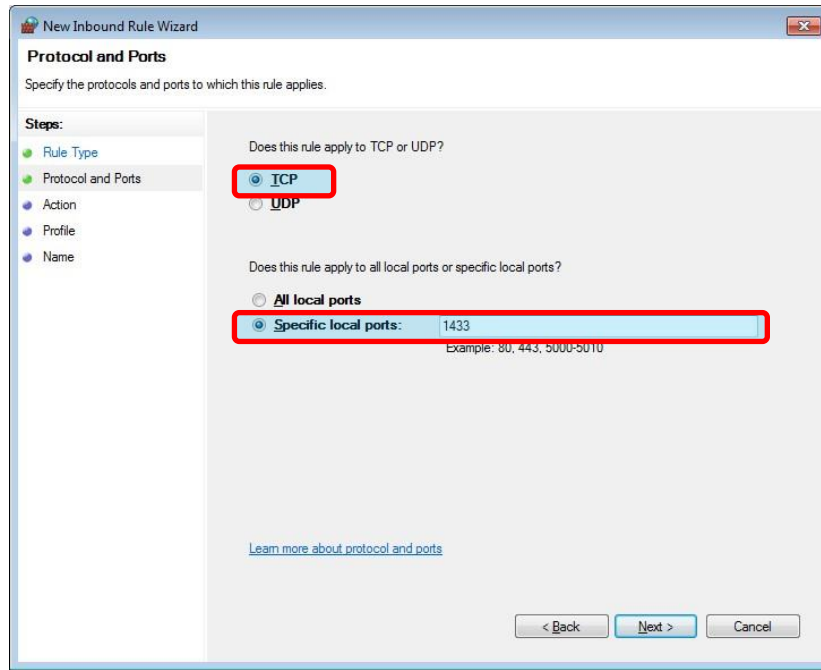 New Inbound Rule Wizard
Protocol and Ports
Specify the protocols and ports to which this rule applies.
Steps:
Rule Type
Protocol and Ports
Action
Profile
Name
Does this rule apply to TCP or UDP?
TCP
UDP
Does this rule apply to all local ports or specific local ports?
All local ports
Specific local ports: 1433
Example: 80, 443, 5000-5010
Learn more about protocol and ports
< Back Next > Cancel